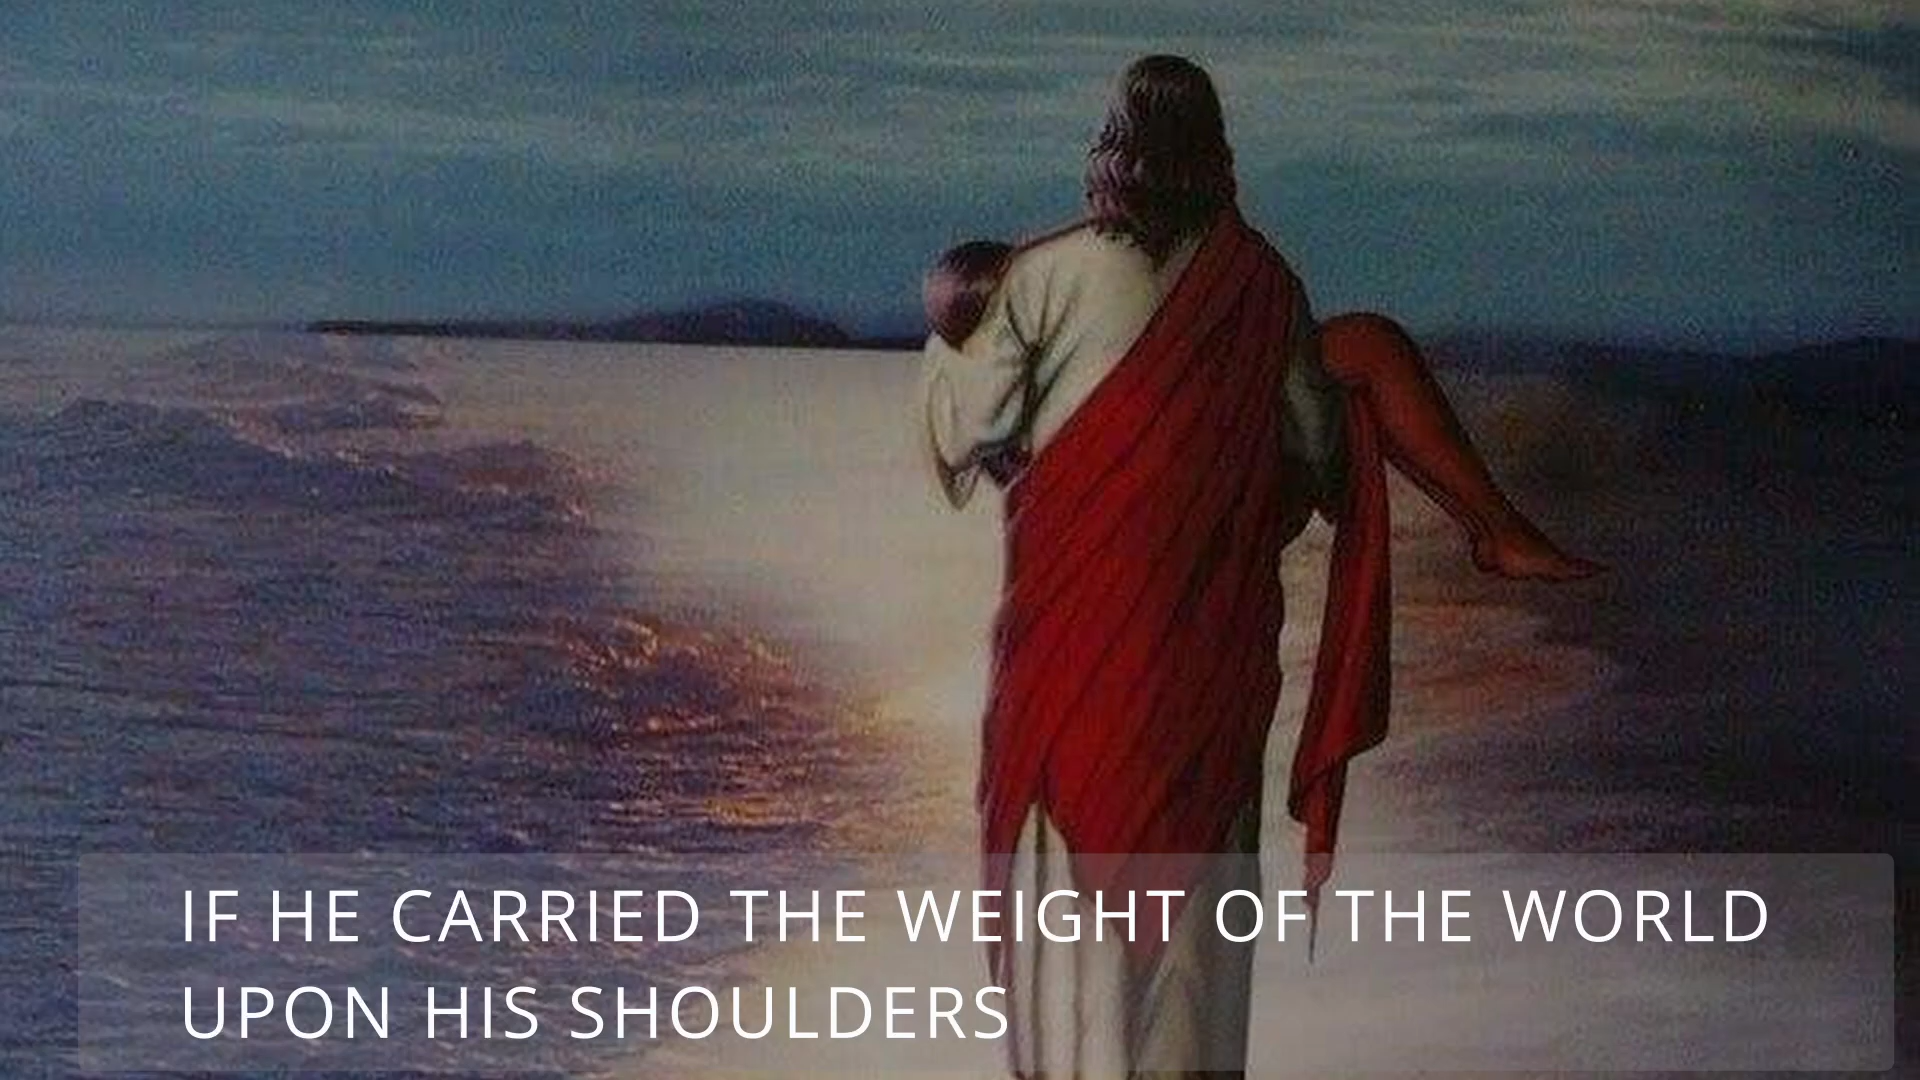 IF HE CARRIED THE WEIGHT OF THE WORLD
UPON HIS SHOULDERS